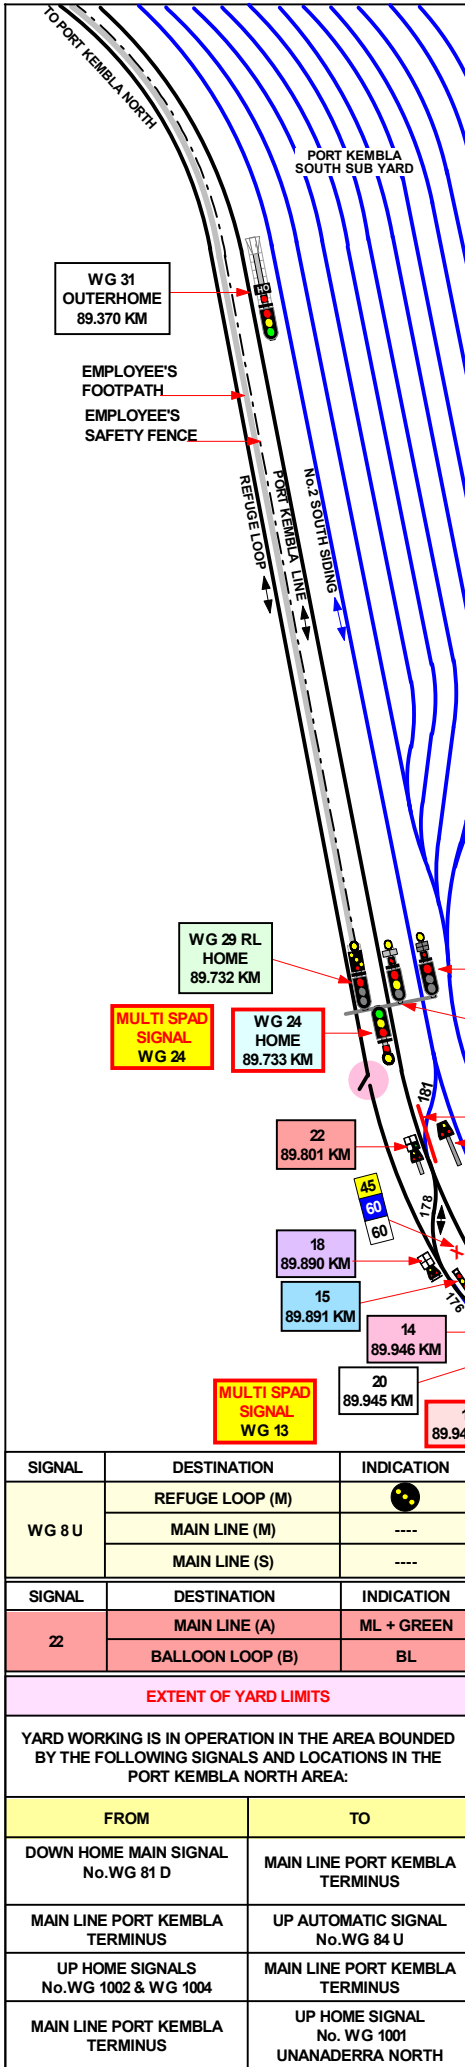 TO PORT KEMBLA NORTH
PORT KEMBLA
SOUTH SUB YARD
WG 31
OUTERHOME
89.370 KM
HO
EMPLOYEE'S
FOOTPATH
EMPLOYEE'S
SAFETY FENCE
REFUGE LOOP
PORT KEMBLA LINE
No.2 SOUTH SIDING
WG 29 RL
HOME
89.732 KM
MULTI SPAD
SIGNAL
WG 24
WG 24
HOME
89.733 KM
181
22
89.801 KM
178
45
60
60
18
89.890 KM
15
89.891 KM
176
14
89.946 KM
20
89.945 KM
MULTI SPAD
SIGNAL
WG 13
89.94
SIGNAL DESTINATION INDICATION
WG 8 U
REFUGE LOOP (M)
MAIN LINE (M) ----
MAIN LINE (S) ----
SIGNAL DESTINATION INDICATION
22
MAIN LINE (A) ML + GREEN
BALLOON LOOP (B) BL
EXTENT OF YARD LIMITS
YARD WORKING IS IN OPERATION IN THE AREA BOUNDED
BY THE FOLLOWING SIGNALS AND LOCATIONS IN THE
PORT KEMBLA NORTH AREA:
FROM TO
DOWN HOME MAIN SIGNAL
No.WG 81 D
MAIN LINE PORT KEMBLA
TERMINUS
MAIN LINE PORT KEMBLA
TERMINUS
UP AUTOMATIC SIGNAL
No.WG 84 U
UP HOME SIGNALS
No.WG 1002 & WG 1004
MAIN LINE PORT KEMBLA
TERMINUS
MAIN LINE PORT KEMBLA
TERMINUS
UP HOME SIGNAL
No. WG 1001
UNANADERRA NORTH